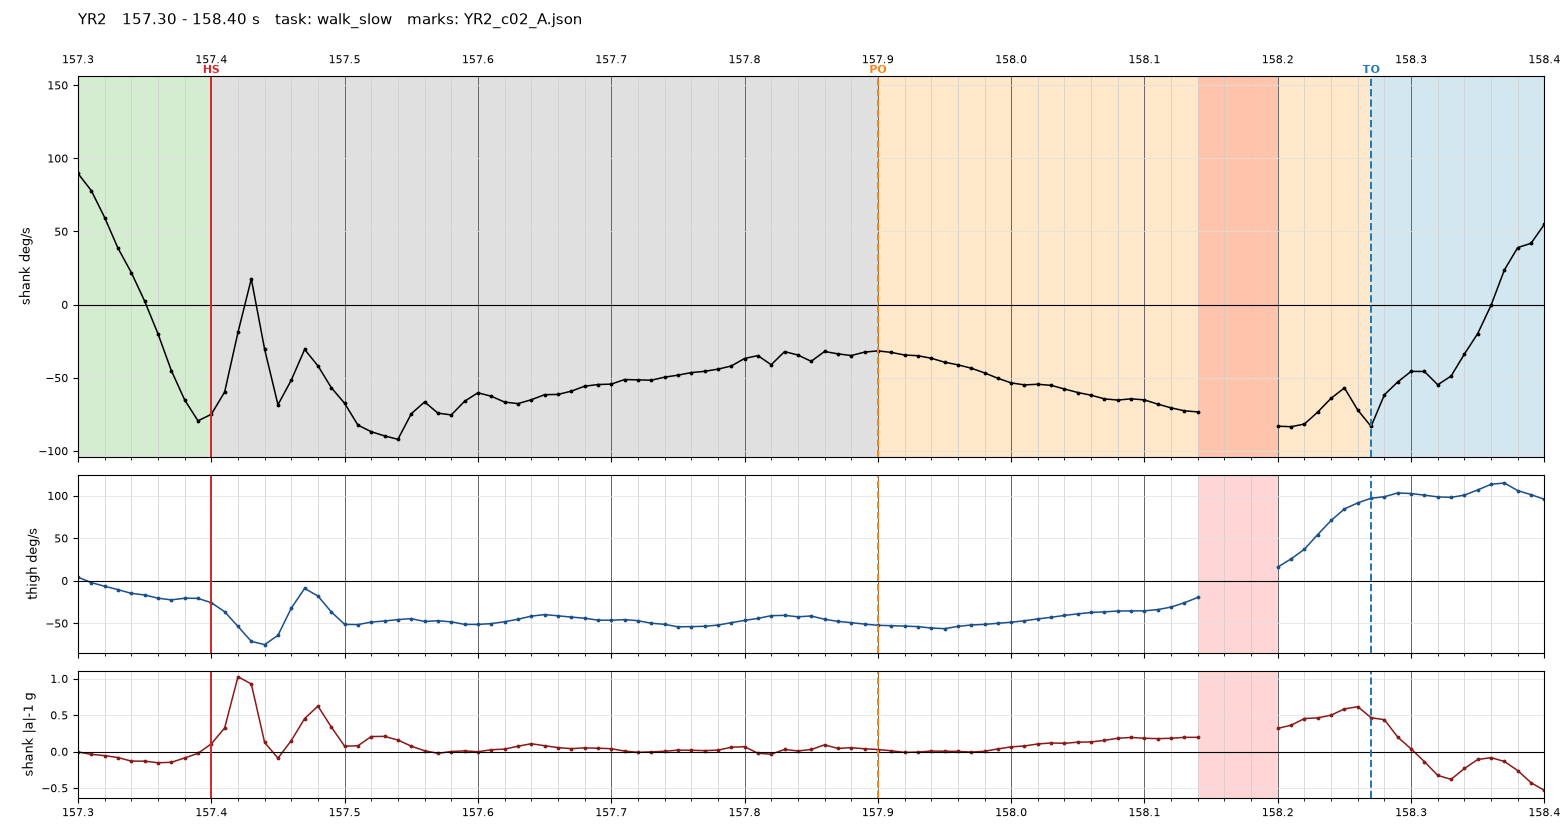 YR2   157.30 - 158.40 s   task: walk_slow   marks: YR2_c02_A.json
157.3 157.4 157.5 157.6 157.7 157.8 157.9 158.0 158.1 158.2 158.3 158.4
HS PO TO
150
100
50
0
−50
−100
shank deg/s
100
50
0
−50
thigh deg/s
1.0
0.5
0.0
−0.5
shank |a|-1 g
157.3 157.4 157.5 157.6 157.7 157.8 157.9 158.0 158.1 158.2 158.3 158.4